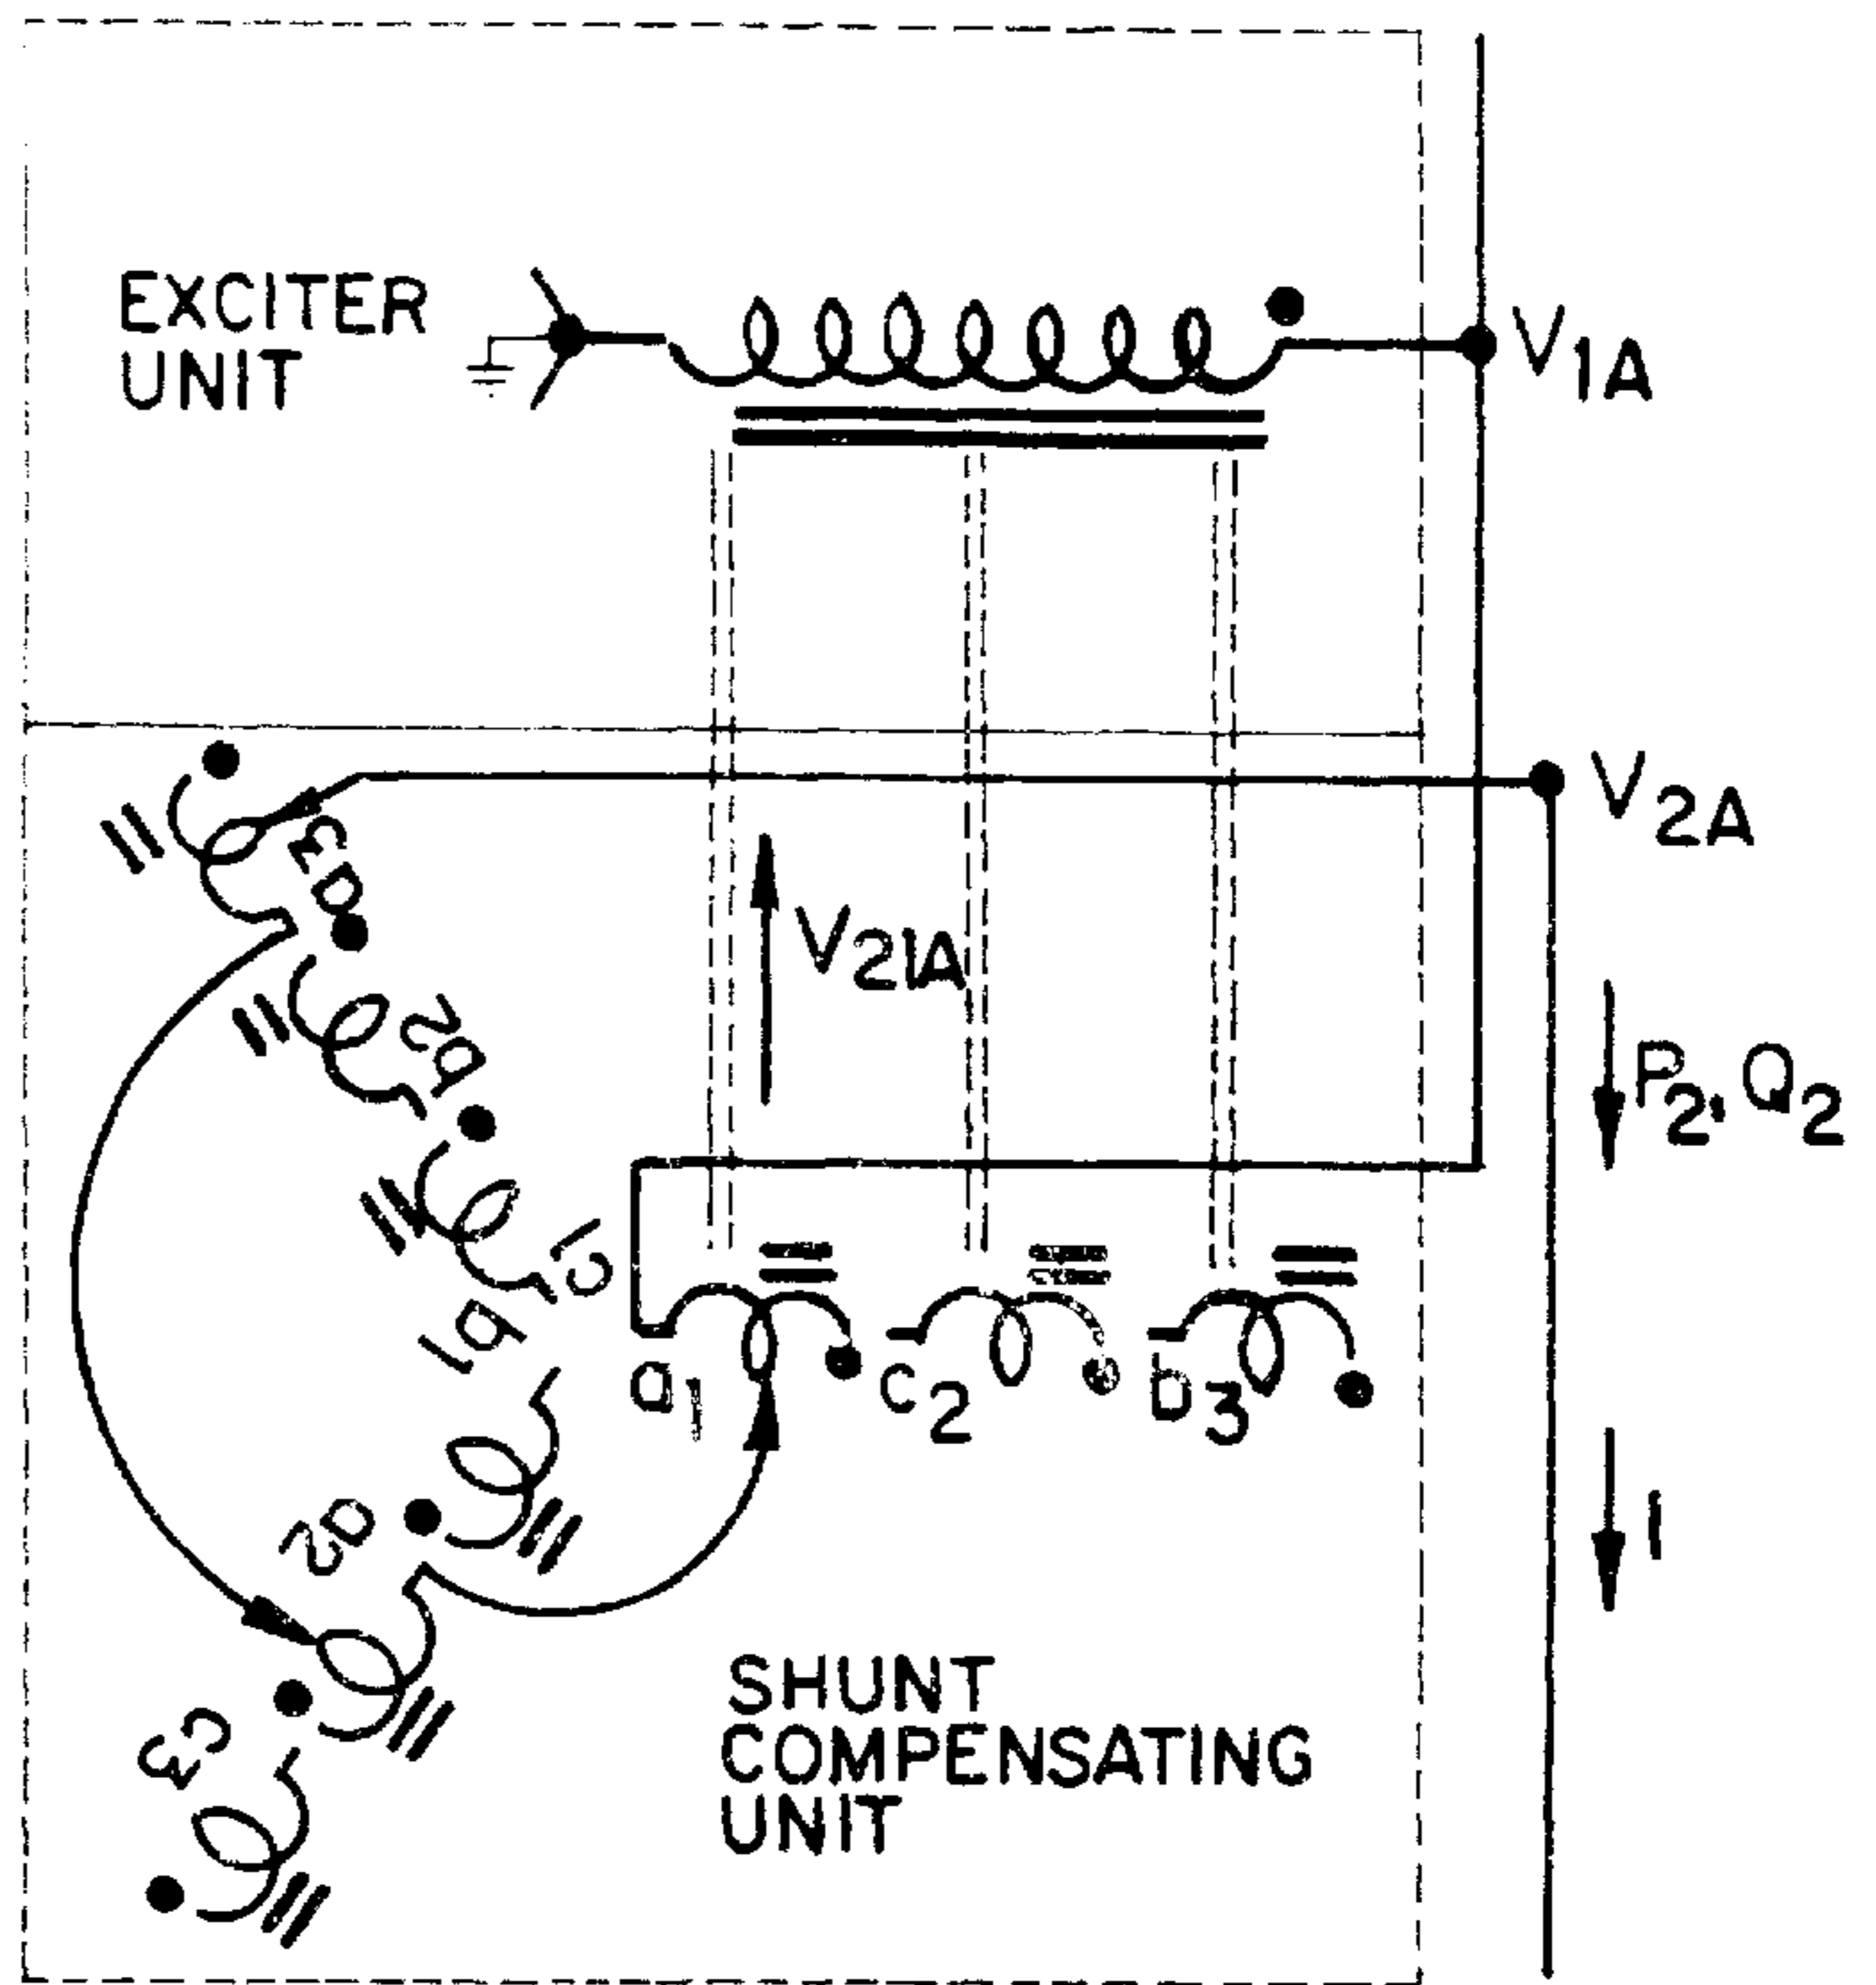 EXCITER
UNIT
V1A
V2A
V21A
P2, Q2
a3
b2
c1
b1
a1
c2
b3
a2
I
c3
SHUNT
COMPENSATING
UNIT